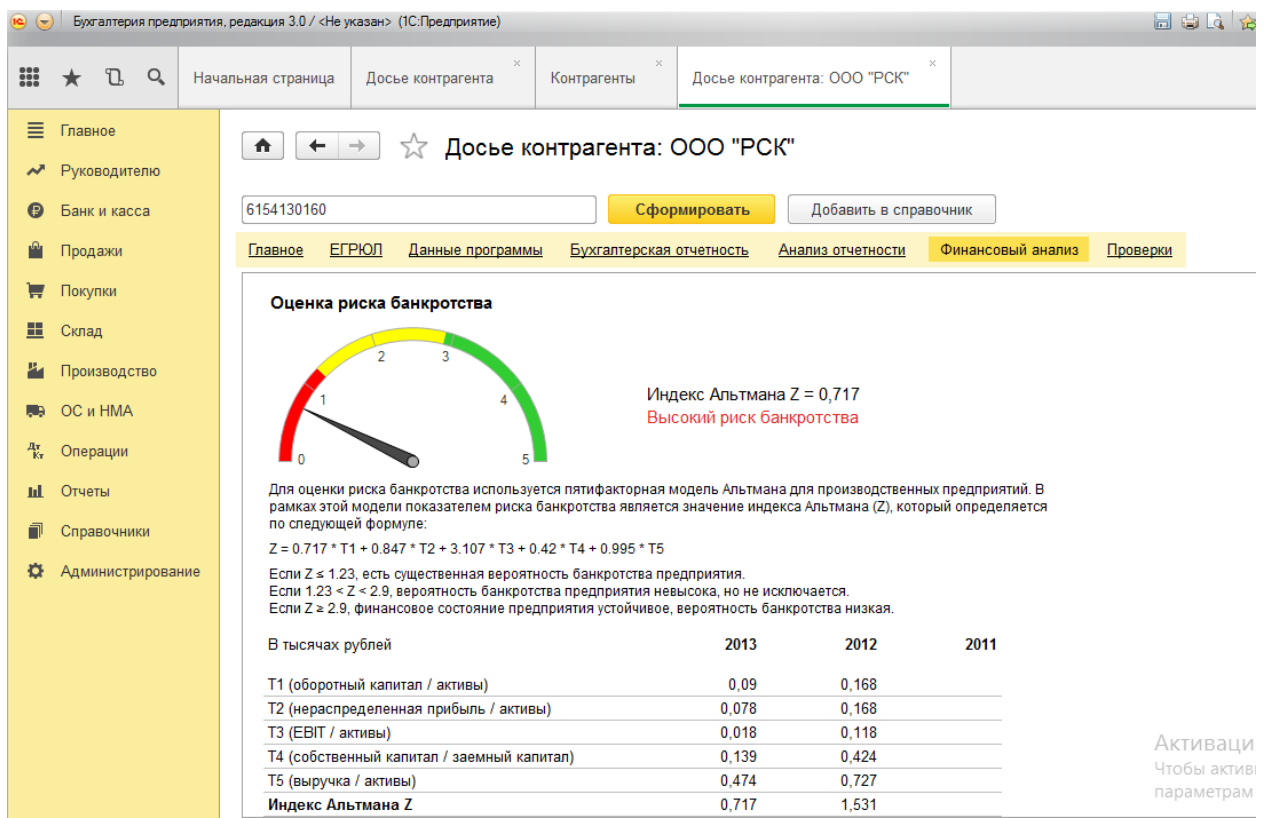 Бухгалтерия предприятия, редакция 3.0 / <Не указан> (1С:Предприятие)
Начальная страница
Досье контрагента
Контрагенты
Досье контрагента: ООО "РСК"
Главное
Руководителю
Банк и касса
Продажи
Покупки
Склад
Производство
ОС и НМА
Операции
Отчеты
Справочники
Администрирование
Досье контрагента: ООО "РСК"
6154130160
Сформировать
Добавить в справочник
Главное ЕГРЮЛ Данные программы Бухгалтерская отчетность Анализ отчетности Финансовый анализ Проверки
Оценка риска банкротства
0 1 2 3 4 5
Индекс Альтмана Z = 0,717
Высокий риск банкротства
Для оценки риска банкротства используется пятифакторная модель Альтмана для производственных предприятий. В
рамках этой модели показателем риска банкротства является значение индекса Альтмана (Z), который определяется
по следующей формуле:
Z = 0.717 * T1 + 0.847 * T2 + 3.107 * T3 + 0.42 * T4 + 0.995 * T5
Если Z ≤ 1.23, есть существенная вероятность банкротства предприятия.
Если 1.23 < Z < 2.9, вероятность банкротства предприятия невысока, но не исключается.
Если Z ≥ 2.9, финансовое состояние предприятия устойчивое, вероятность банкротства низкая.
В тысячах рублей 2013 2012 2011
T1 (оборотный капитал / активы) 0,09 0,168
T2 (нераспределенная прибыль / активы) 0,078 0,168
T3 (EBIT / активы) 0,018 0,118
T4 (собственный капитал / заемный капитал) 0,139 0,424
T5 (выручка / активы) 0,474 0,727
Индекс Альтмана Z 0,717 1,531
Активаци
Чтобы актив
параметрам